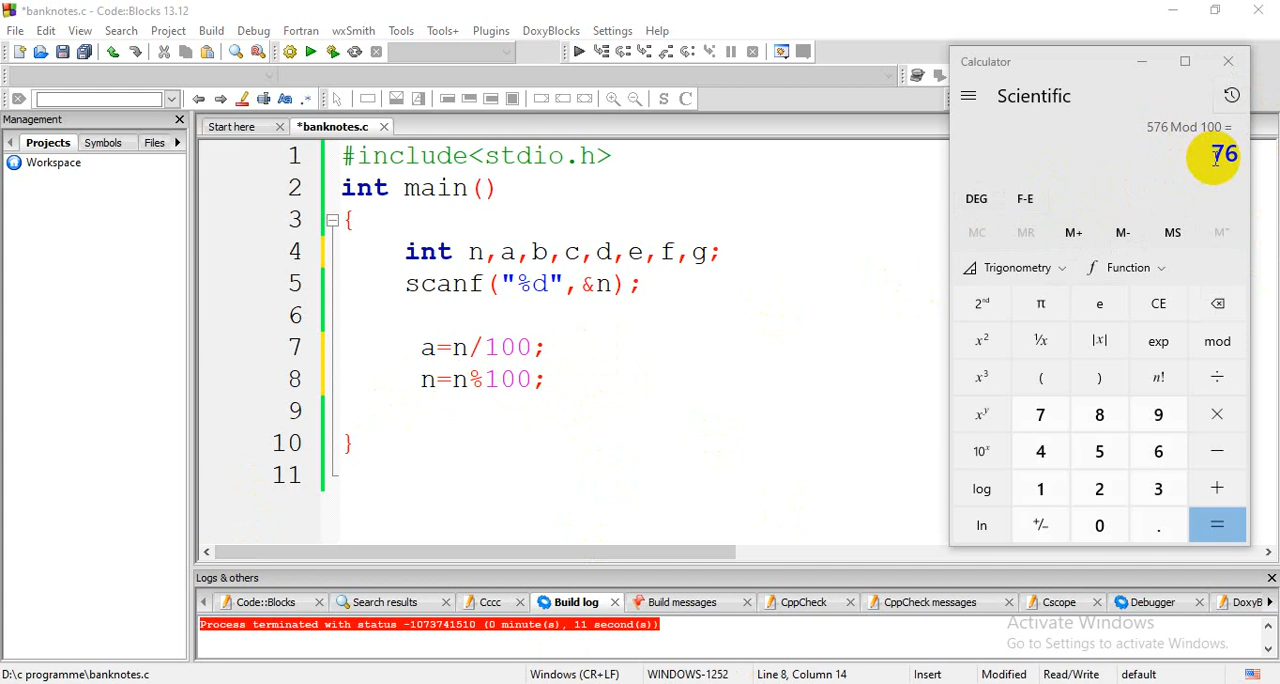 *banknotes.c - Code::Blocks 13.12
File Edit View Search Project Build Debug Fortran wxSmith Tools Tools+ Plugins DoxyBlocks Settings Help
S C
Management
Start here *banknotes.c
Projects Symbols Files
Workspace
1 #include<stdio.h>
2 int main()
3 {
4 int n,a,b,c,d,e,f,g;
5 scanf("%d",&n);
6
7 a=n/100;
8 n=n%100;
9
10 }
11
Calculator
Scientific
576 Mod 100 =
76
DEG F-E
MC MR M+ M- MS M˅
Trigonometry f Function
2nd π e CE
x² ¹/x |x| exp mod
x³ ( ) n! ÷
xʸ 7 8 9 ×
10ˣ 4 5 6 −
log 1 2 3 +
ln +/− 0 . =
Logs & others
Code::Blocks Search results Cccc Build log Build messages CppCheck CppCheck messages Cscope Debugger DoxyB
Process terminated with status -1073741510 (0 minute(s), 11 second(s))
Activate Windows
Go to Settings to activate Windows.
D:\c programme\banknotes.c Windows (CR+LF) WINDOWS-1252 Line 8, Column 14 Insert Modified Read/Write default